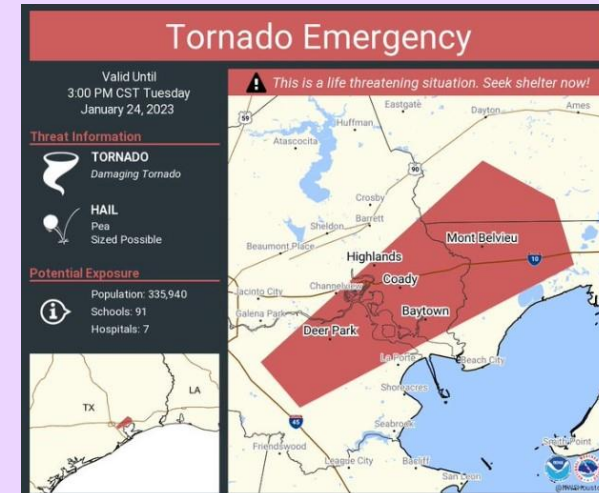 Tornado Emergency
Valid Until
3:00 PM CST Tuesday
January 24, 2023
Threat Information
TORNADO
Damaging Tornado
HAIL
Pea
Sized Possible
Potential Exposure
Population: 335,940
Schools: 91
Hospitals: 7
TX
LA
This is a life threatening situation. Seek shelter now!
Eastgate
Ames
59
Dayton
Huffman
Atascocita
90
Crosby
Barrett
Sheldon
Mont Belvieu
Beaumont Place
Highlands
10
Coady
Jacinto City
Channelview
Baytown
Galena Park
Deer Park
La Porte
Beach City
Shoreacres
45
Seabrook
Friendswood
Smith Point
League City
Bacliff
San Leon